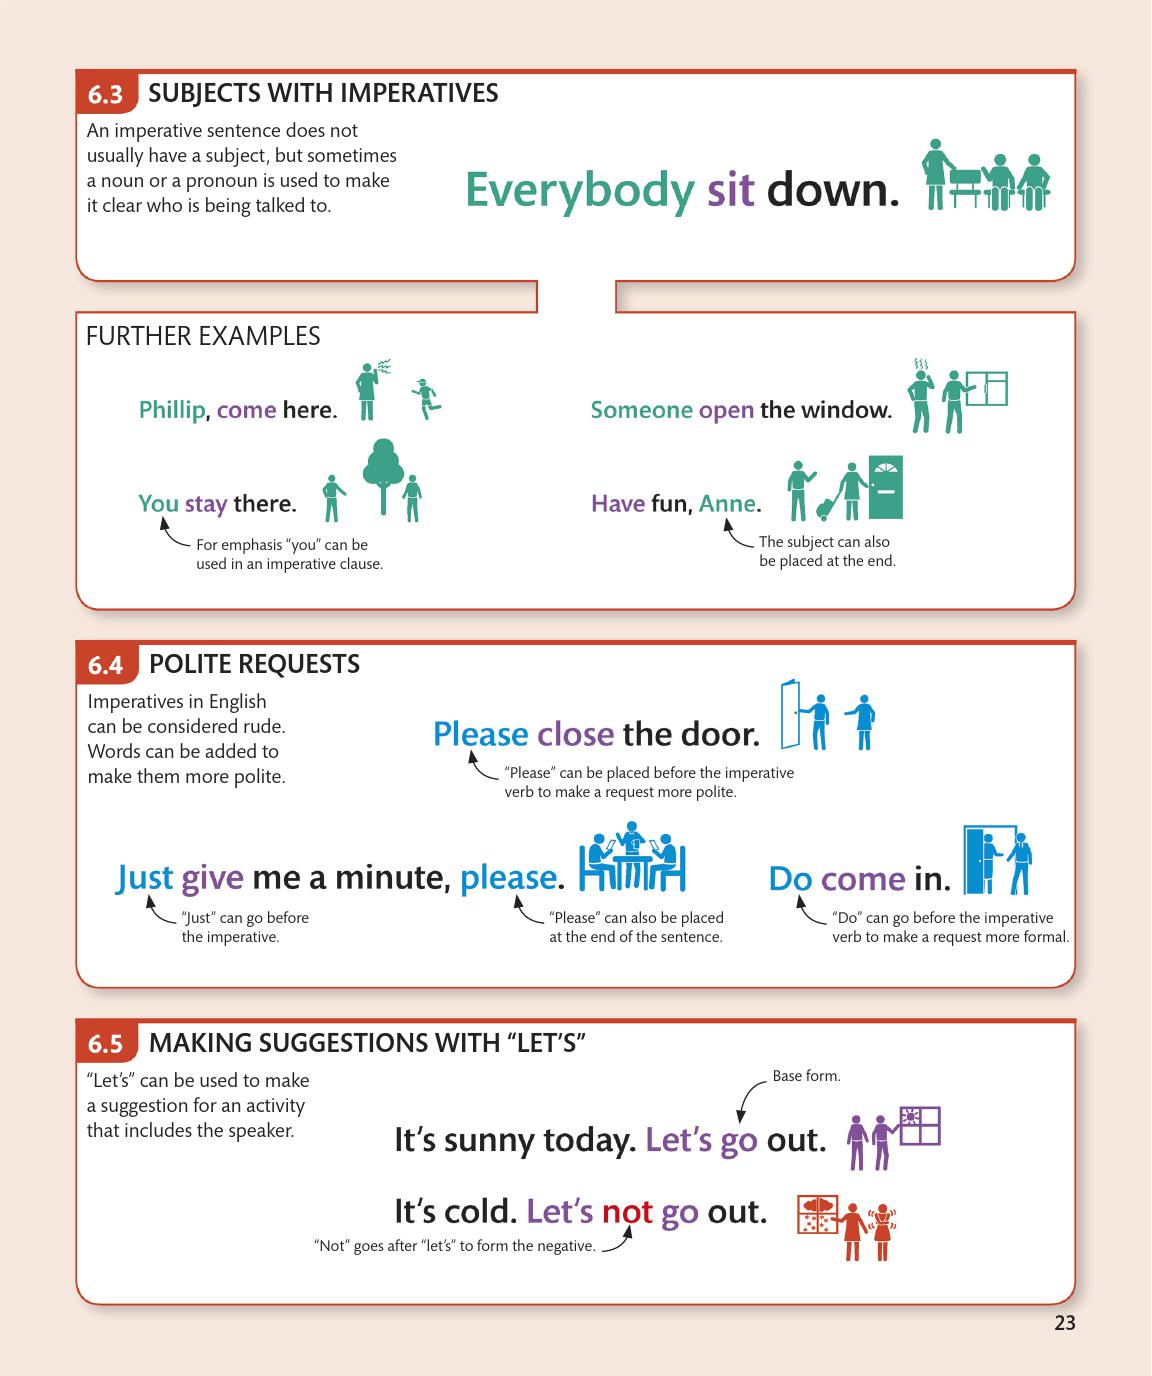 6.3 SUBJECTS WITH IMPERATIVES
An imperative sentence does not
usually have a subject, but sometimes
a noun or a pronoun is used to make
it clear who is being talked to.
Everybody sit down.
FURTHER EXAMPLES
Phillip, come here.
Someone open the window.
You stay there.
For emphasis “you” can be
used in an imperative clause.
Have fun, Anne.
The subject can also
be placed at the end.
6.4 POLITE REQUESTS
Imperatives in English
can be considered rude.
Words can be added to
make them more polite.
Please close the door.
“Please” can be placed before the imperative
verb to make a request more polite.
Just give me a minute, please.
“Just” can go before
the imperative.
“Please” can also be placed
at the end of the sentence.
Do come in.
“Do” can go before the imperative
verb to make a request more formal.
6.5 MAKING SUGGESTIONS WITH “LET’S”
“Let’s” can be used to make
a suggestion for an activity
that includes the speaker.
Base form.
It’s sunny today. Let’s go out.
It’s cold. Let’s not go out.
“Not” goes after “let’s” to form the negative.
23